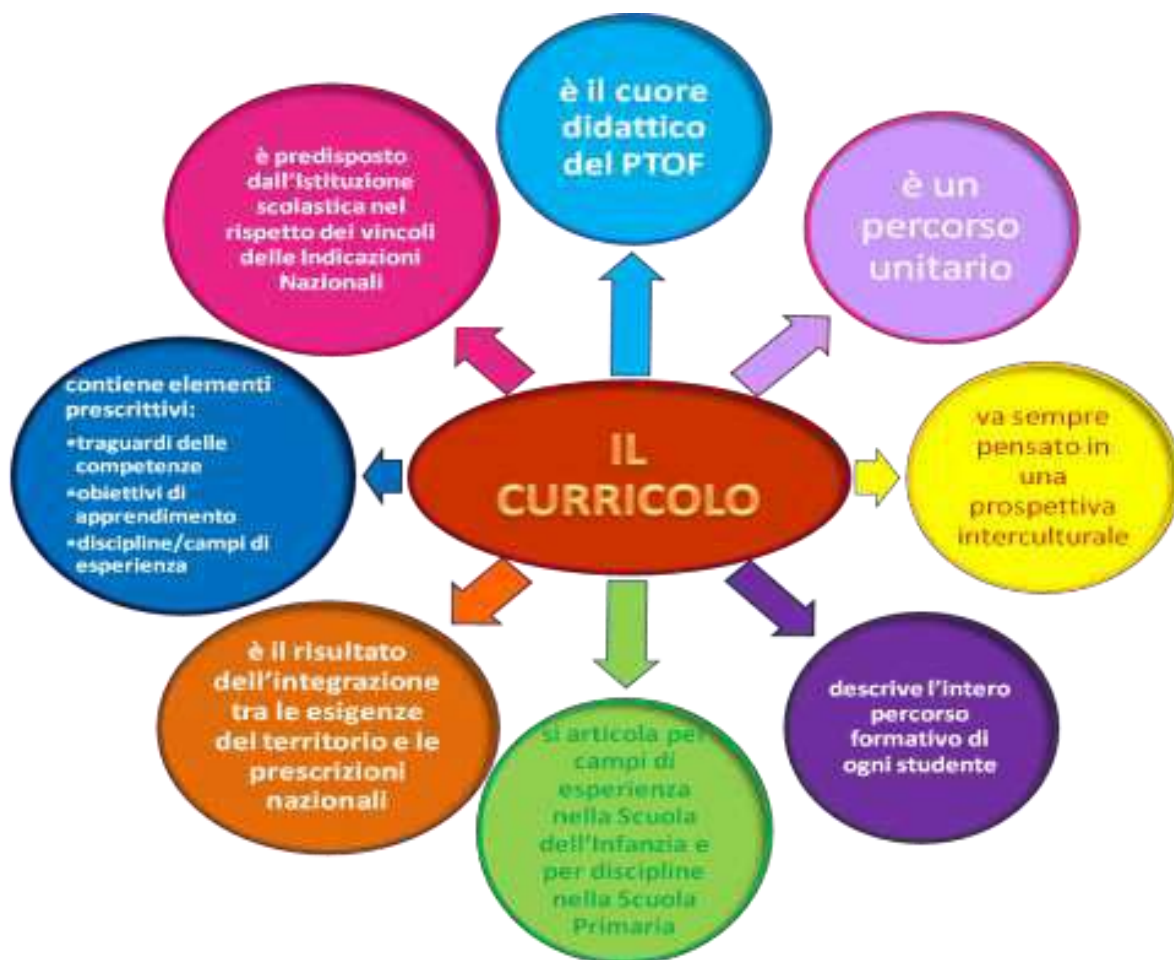 è il cuore
didattico
del PTOF
è un
percorso
unitario
va sempre
pensato in
una
prospettiva
interculturale
descrive l'intero
percorso
formativo di
ogni studente
si articola per
campi di
esperienza
nella Scuola
dell'Infanzia e
per discipline
nella Scuola
Primaria
è il risultato
dell'integrazione
tra le esigenze
del territorio e le
prescrizioni
nazionali
contiene elementi
prescrittivi:
•traguardi delle
competenze
•obiettivi di
apprendimento
•discipline/campi di
esperienza
è predisposto
dall'Istituzione
scolastica nel
rispetto dei vincoli
delle Indicazioni
Nazionali
IL
CURRICOLO